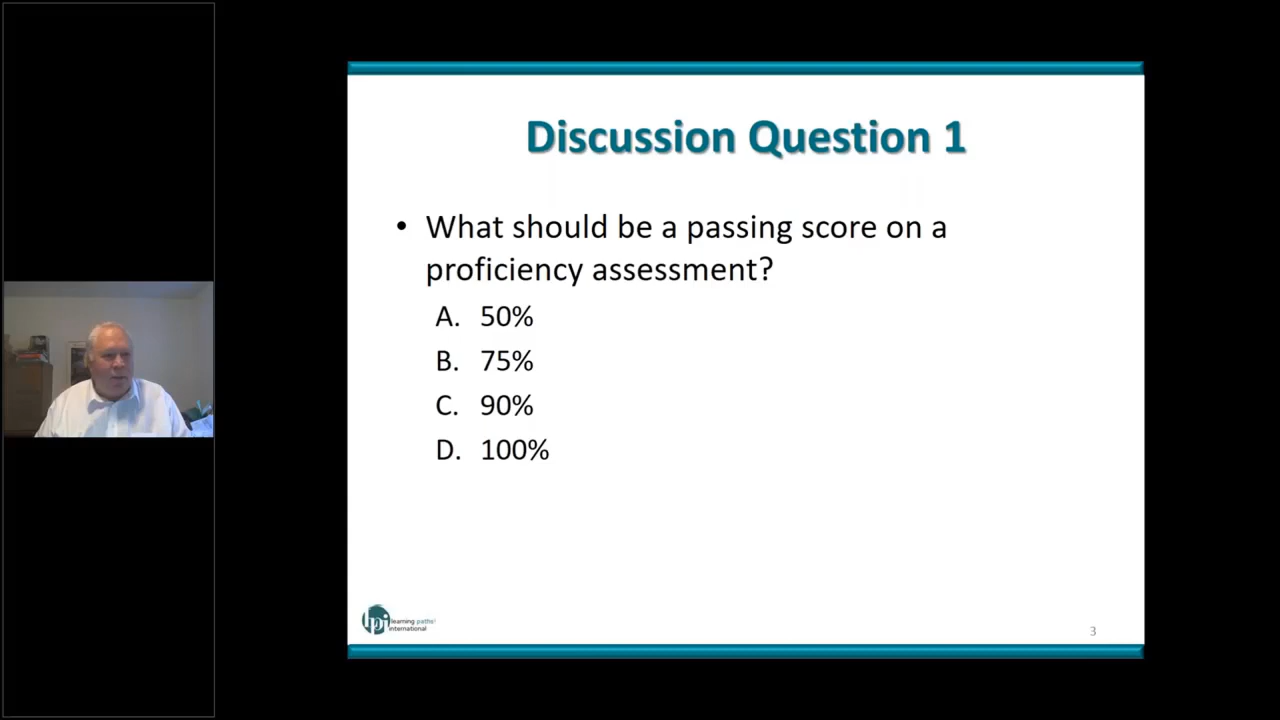 Discussion Question 1
• What should be a passing score on a
proficiency assessment?
A. 50%
B. 75%
C. 90%
D. 100%
lpi learning paths
international
3